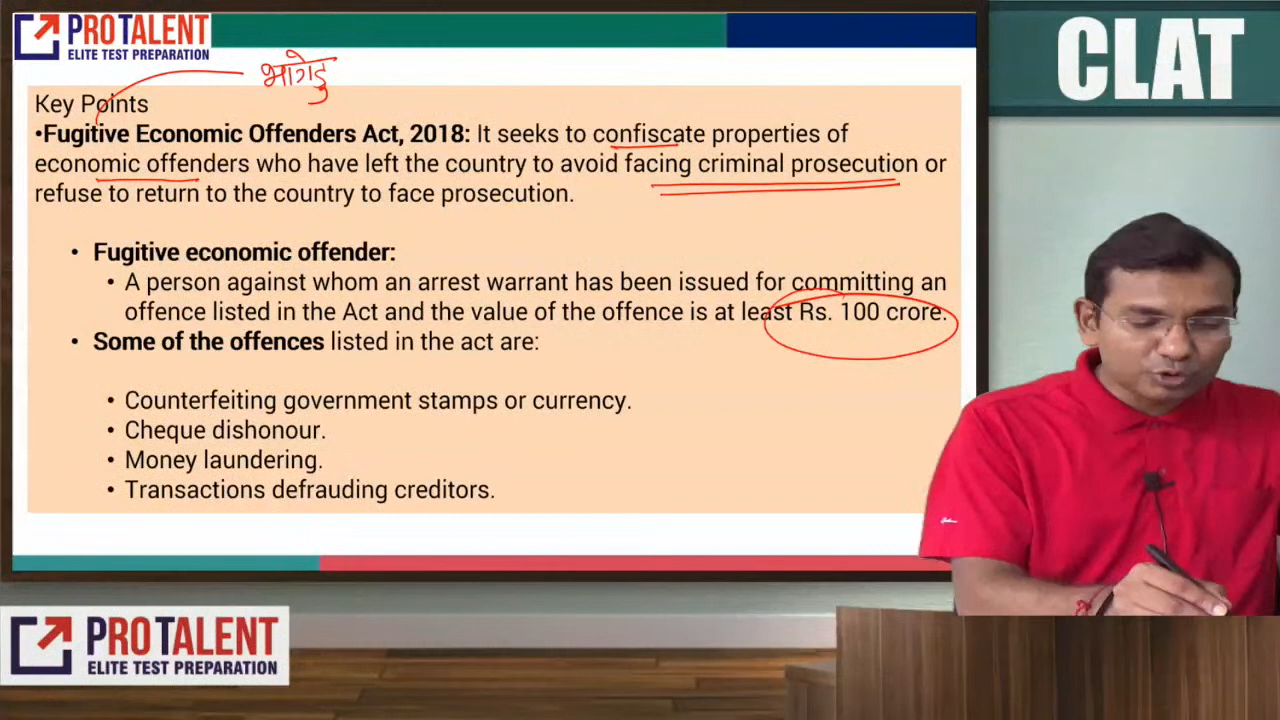 PRO TALENT
ELITE TEST PREPARATION
CLAT
भागेडु
Key Points
•Fugitive Economic Offenders Act, 2018: It seeks to confiscate properties of
economic offenders who have left the country to avoid facing criminal prosecution or
refuse to return to the country to face prosecution.
• Fugitive economic offender:
• A person against whom an arrest warrant has been issued for committing an
offence listed in the Act and the value of the offence is at least Rs. 100 crore.
• Some of the offences listed in the act are:
• Counterfeiting government stamps or currency.
• Cheque dishonour.
• Money laundering.
• Transactions defrauding creditors.
PRO TALENT
ELITE TEST PREPARATION